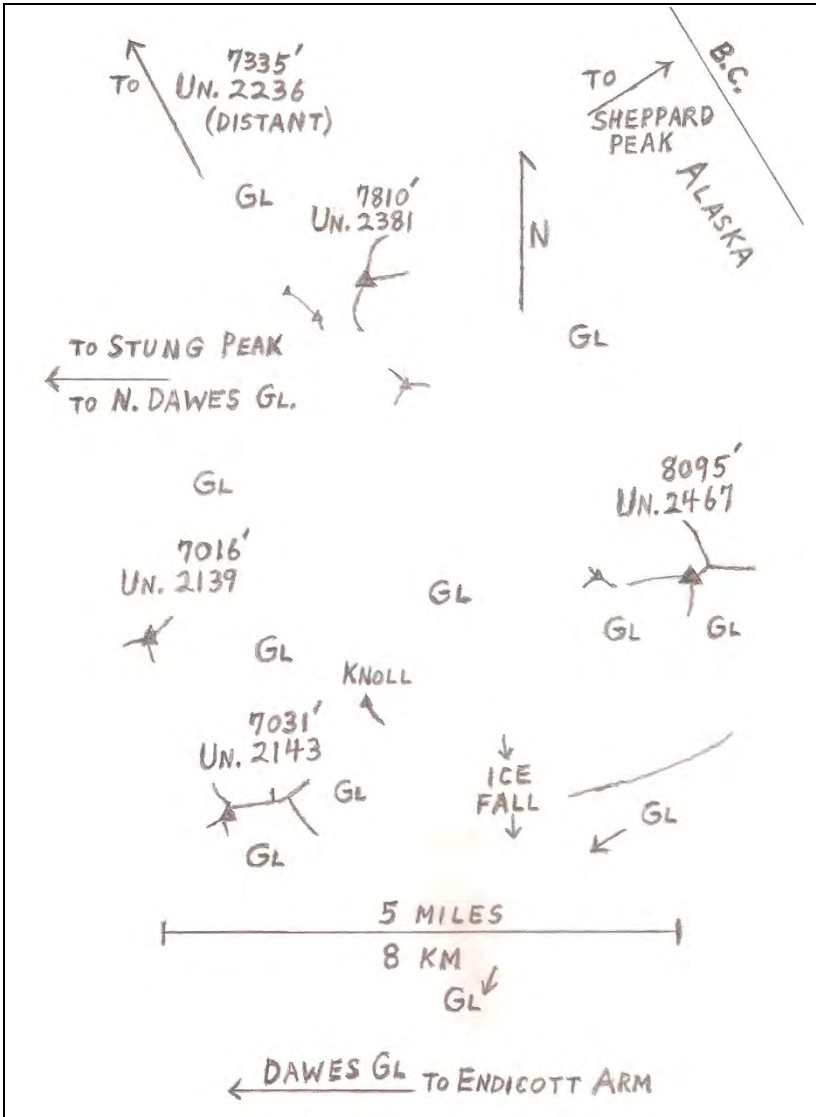 7335'
TO UN. 2236
(DISTANT)
B.C.
TO
SHEPPARD
PEAK
ALASKA
GL
7810'
UN. 2381
N
GL
TO STUNG PEAK
TO N. DAWES GL.
GL
8095'
UN. 2467
7016'
UN. 2139
GL
GL
GL
GL
KNOLL
7031'
UN. 2143
GL
GL
ICE
FALL
GL
5 MILES
8 KM
GL
DAWES GL TO ENDICOTT ARM